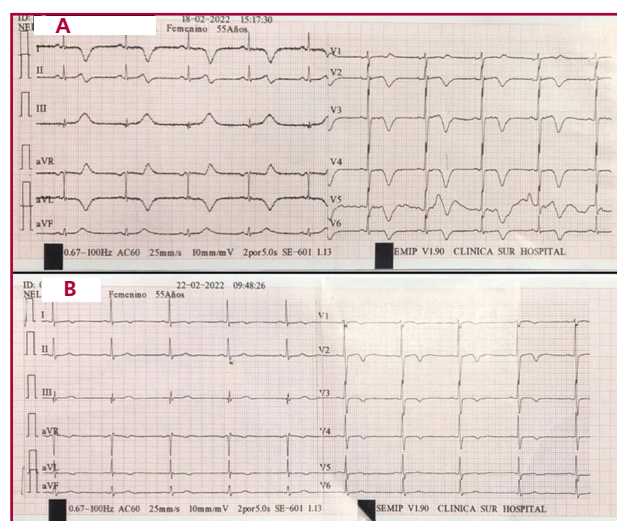 A
ID: 18-02-2022 15:17:30
NEL Femenino 55Años
I
II
III
aVR
aVL
aVF
V1
V2
V3
V4
V5
V6
0.67~100Hz AC60 25mm/s 10mm/mV 2por5.0s SE-601 1.13
SEMIP V1.90 CLINICA SUR HOSPITAL
B
ID: 22-02-2022 09:48:26
NEL Femenino 55Años
I
II
III
aVR
aVL
aVF
V1
V2
V3
V4
V5
V6
0.67~100Hz AC60 25mm/s 10mm/mV 2por5.0s SE-601 1.13
SEMIP V1.90 CLINICA SUR HOSPITAL